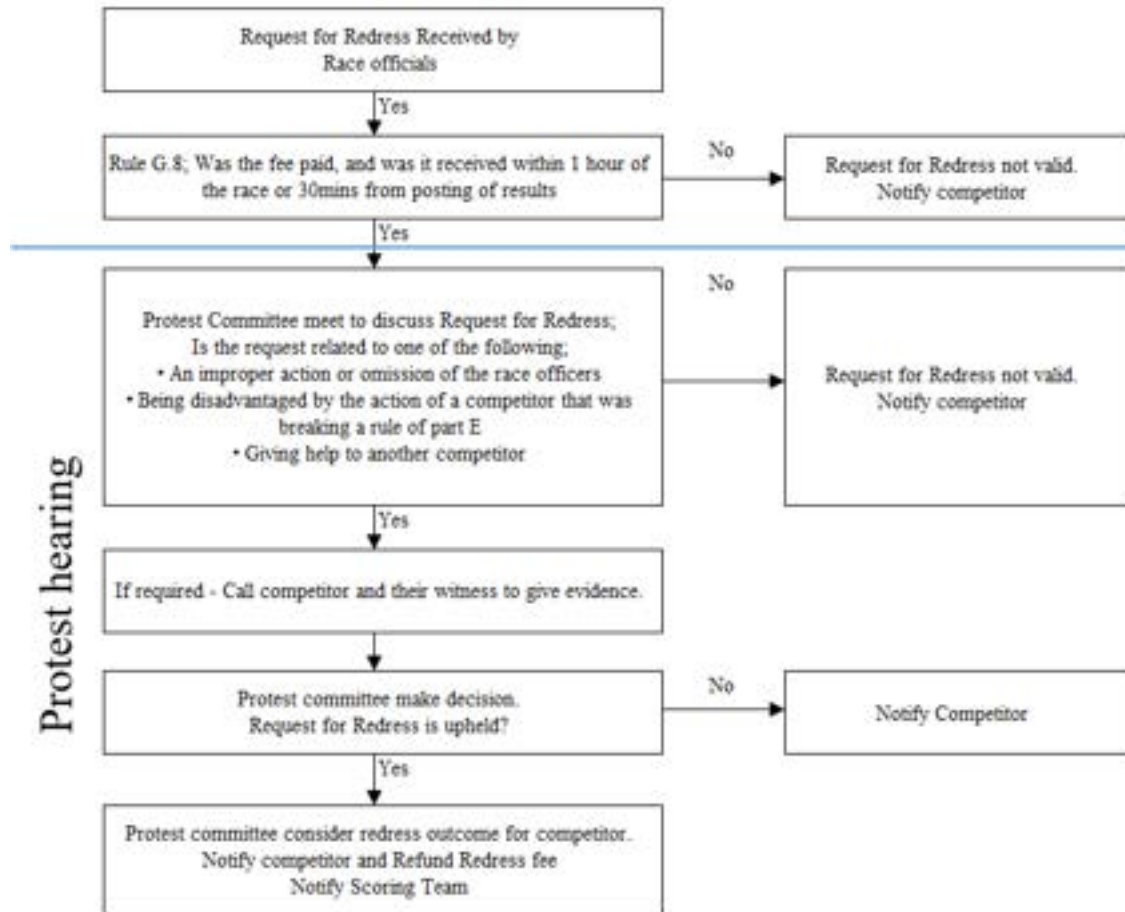 Request for Redress Received by
Race officials
Yes
Rule G.8; Was the fee paid, and was it received within 1 hour of
the race or 30mins from posting of results
No
Request for Redress not valid.
Notify competitor
Yes
Protest hearing
Protest Committee meet to discuss Request for Redress;
Is the request related to one of the following;
• An improper action or omission of the race officers
• Being disadvantaged by the action of a competitor that was
breaking a rule of part E
• Giving help to another competitor
No
Request for Redress not valid.
Notify competitor
Yes
If required - Call competitor and their witness to give evidence.
Protest committee make decision.
Request for Redress is upheld?
No
Notify Competitor
Yes
Protest committee consider redress outcome for competitor.
Notify competitor and Refund Redress fee
Notify Scoring Team